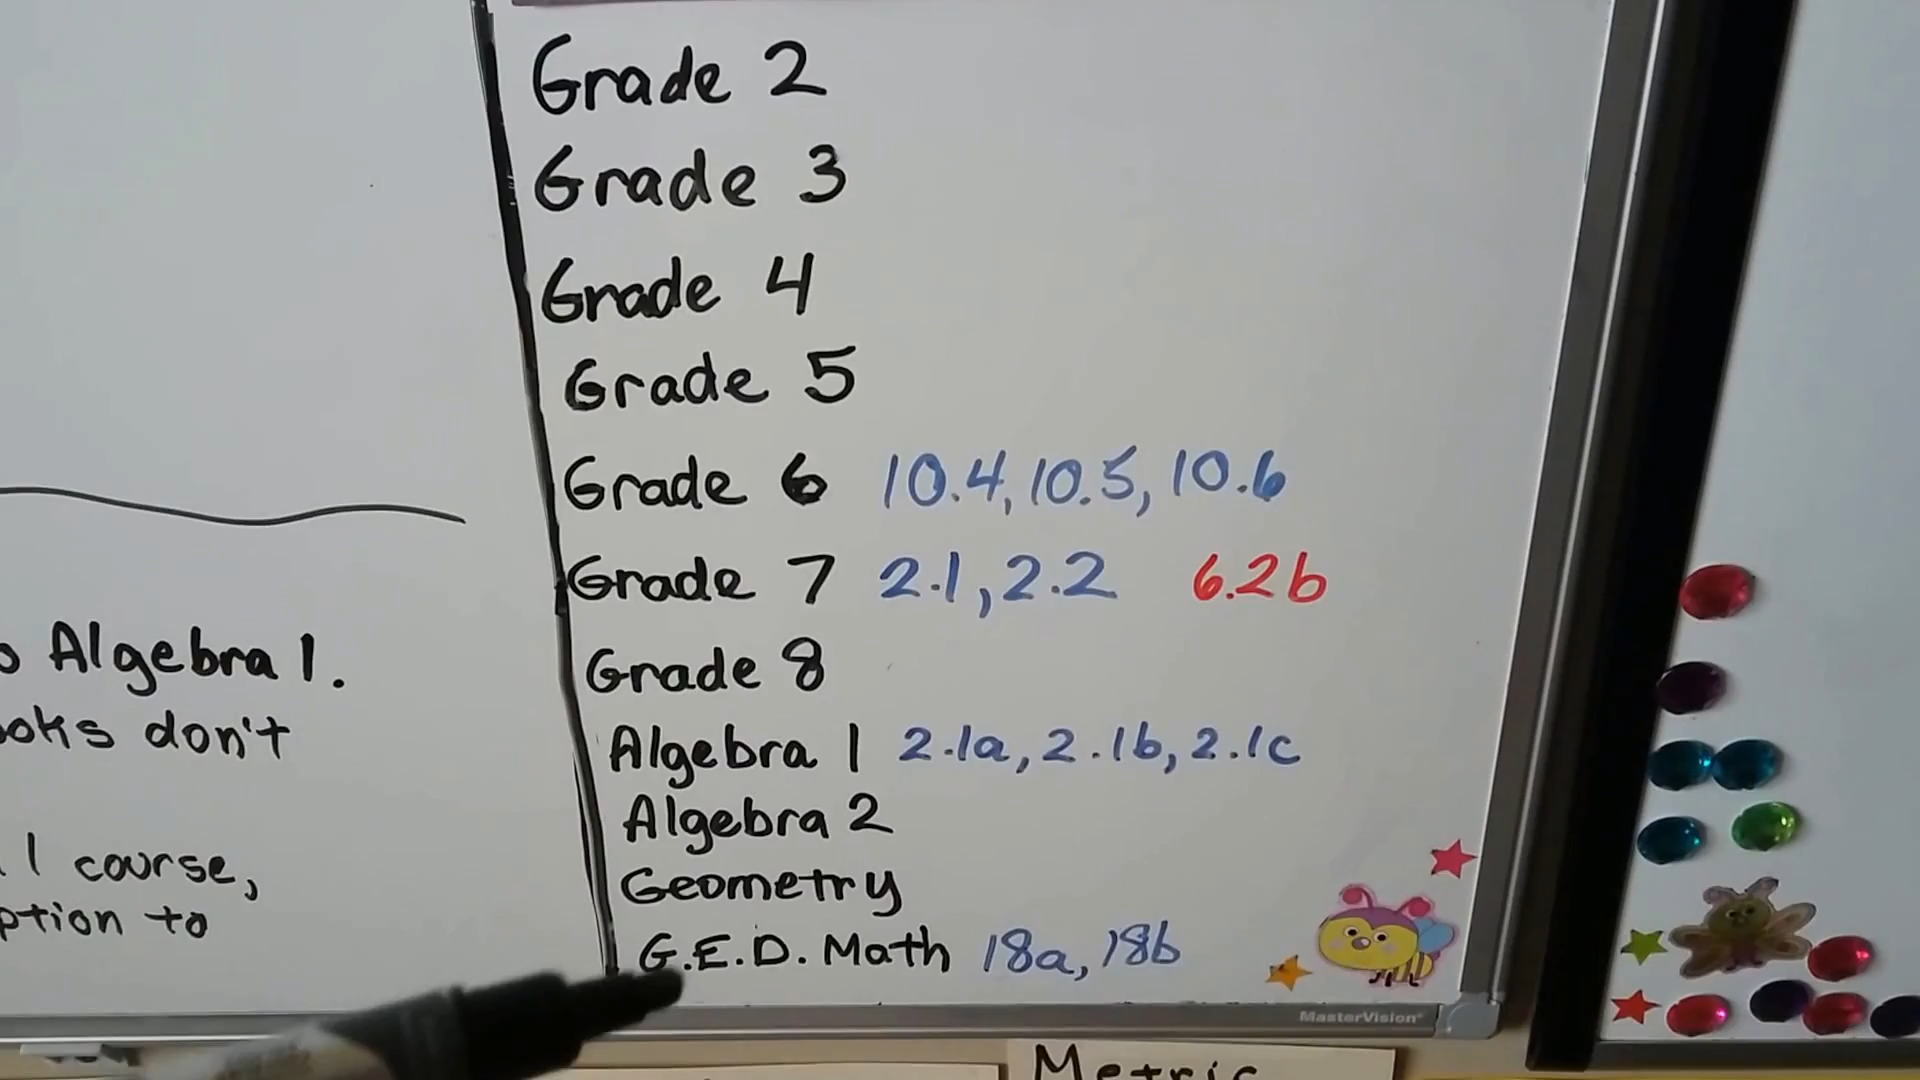 Grade 2
Grade 3
Grade 4
Grade 5
Grade 6 10.4, 10.5, 10.6
Grade 7 2.1, 2.2 6.2b
Grade 8
Algebra 1 2.1a, 2.1b, 2.1c
Algebra 2
Geometry
G.E.D. Math 18a, 18b
Algebra 1.
don't
1 course,
to
MasterVision
Metric